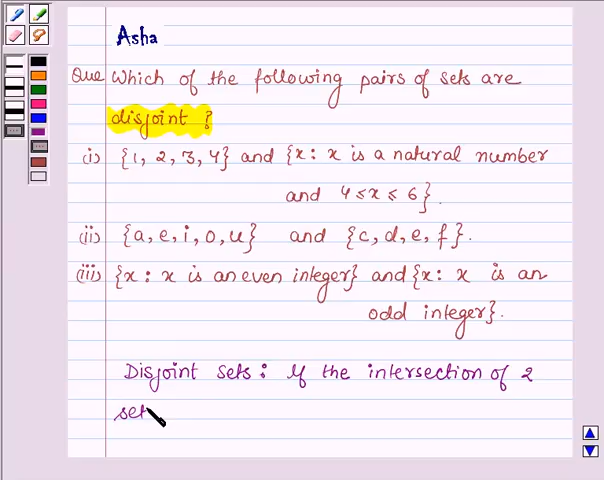 Asha
Que Which of the following pairs of sets are
disjoint ?
(i) {1, 2, 3, 4} and {x : x is a natural number
and 4 ≤ x ≤ 6}.
(ii) {a, e, i, o, u} and {c, d, e, f}.
(iii) {x : x is an even integer} and {x : x is an
odd integer}.
Disjoint sets : If the intersection of 2
set